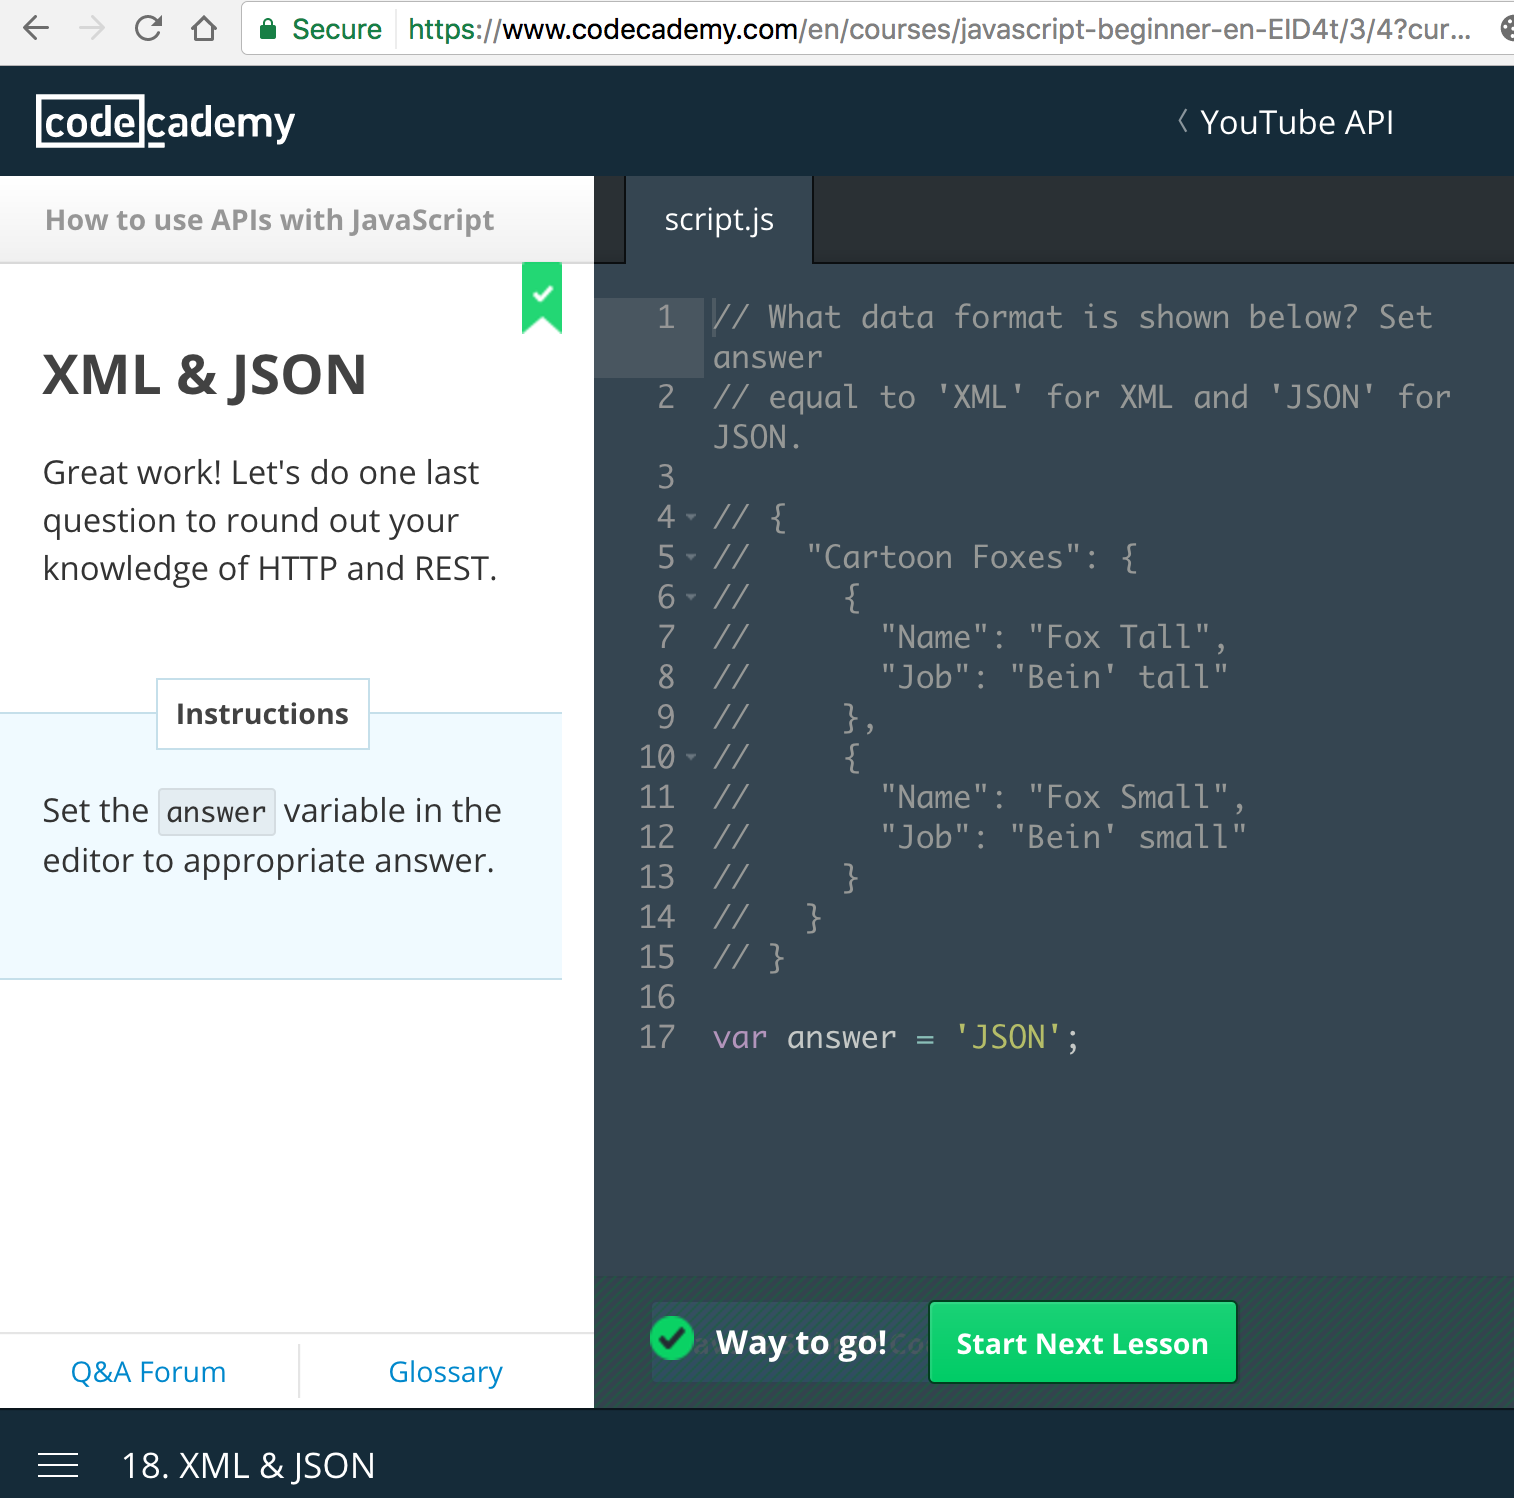 Secure https://www.codecademy.com/en/courses/javascript-beginner-en-EID4t/3/4?cur...
codecademy
YouTube API
How to use APIs with JavaScript
XML & JSON
Great work! Let's do one last
question to round out your
knowledge of HTTP and REST.
Instructions
Set the answer variable in the
editor to appropriate answer.
Q&A Forum
Glossary
script.js
1 // What data format is shown below? Set
answer
2 // equal to 'XML' for XML and 'JSON' for
JSON.
3
4 // {
5 //   "Cartoon Foxes": {
6 //     {
7 //       "Name": "Fox Tall",
8 //       "Job": "Bein' tall"
9 //     },
10 //     {
11 //       "Name": "Fox Small",
12 //       "Job": "Bein' small"
13 //     }
14 //   }
15 // }
16
17 var answer = 'JSON';
Way to go!
Start Next Lesson
18. XML & JSON